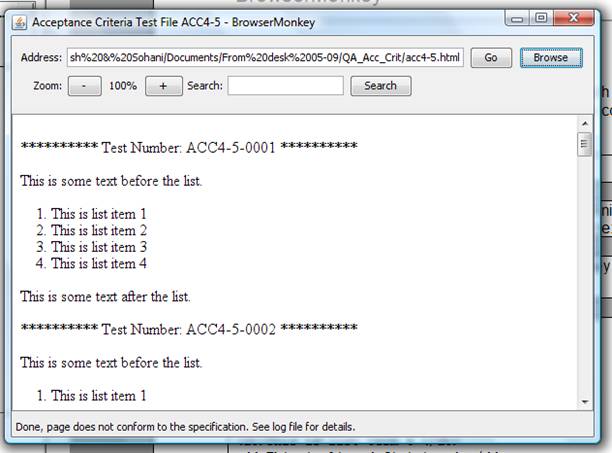 BrowserMonkey
Acceptance Criteria Test File ACC4-5 - BrowserMonkey
Address: sh%20&%20Sohani/Documents/From%20desk%2005-09/QA_Acc_Crit/acc4-5.html Go Browse
Zoom: - 100% + Search: Search
********** Test Number: ACC4-5-0001 **********
This is some text before the list.
1. This is list item 1
2. This is list item 2
3. This is list item 3
4. This is list item 4
This is some text after the list.
********** Test Number: ACC4-5-0002 **********
This is some text before the list.
1. This is list item 1
Done, page does not conform to the specification. See log file for details.